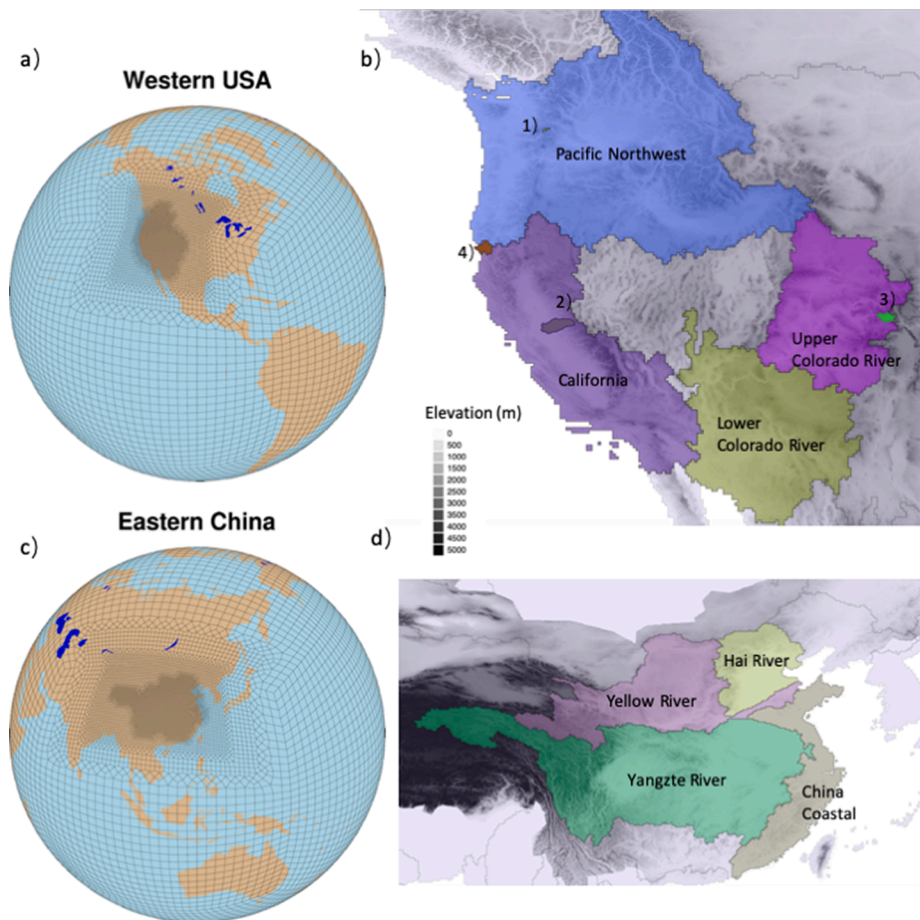 a)
Western USA
b)
1)
Pacific Northwest
4)
2)
3)
Upper
Colorado River
California
Elevation (m)
0
500
1000
1500
2000
2500
3000
3500
4000
4500
5000
Lower
Colorado River
Eastern China
c)
d)
Hai River
Yellow River
Yangzte River
China
Coastal